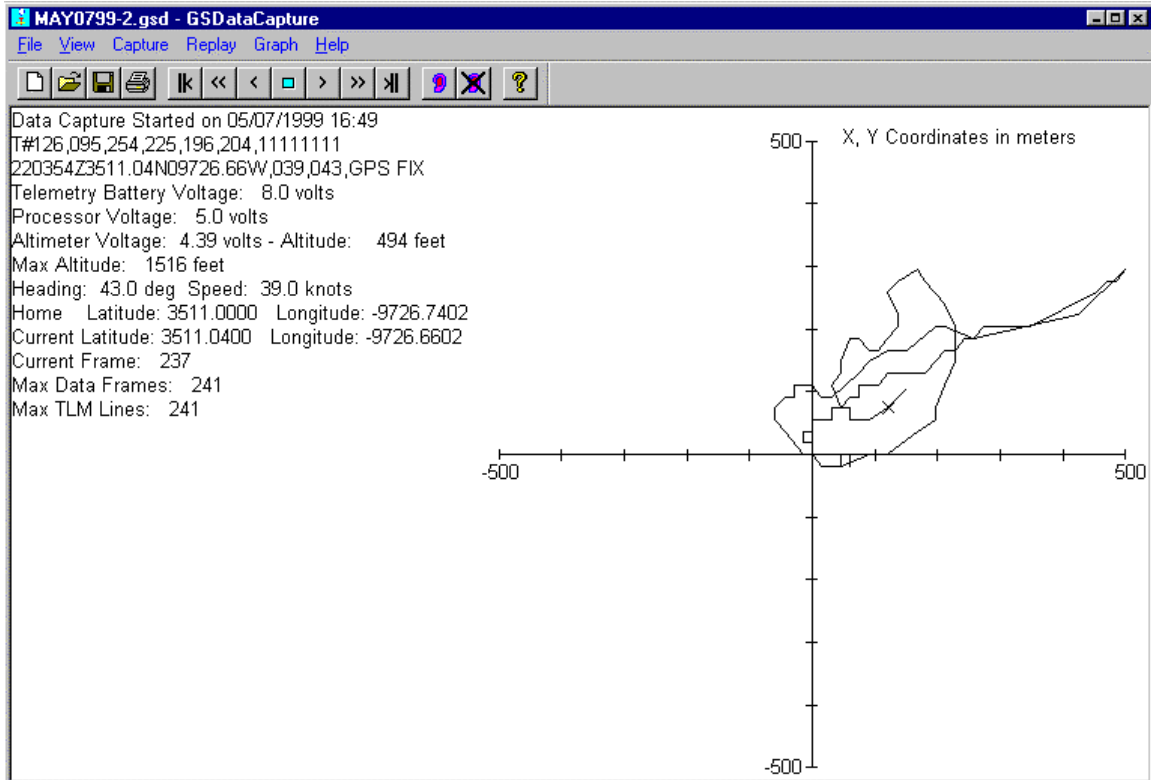 MAY0799-2.gsd - GSDataCapture
File View Capture Replay Graph Help
Data Capture Started on 05/07/1999 16:49
T#126,095,254,225,196,204,11111111
220354Z3511.04N09726.66W,039,043,GPS FIX
Telemetry Battery Voltage: 8.0 volts
Processor Voltage: 5.0 volts
Altimeter Voltage: 4.39 volts - Altitude: 494 feet
Max Altitude: 1516 feet
Heading: 43.0 deg Speed: 39.0 knots
Home Latitude: 3511.0000 Longitude: -9726.7402
Current Latitude: 3511.0400 Longitude: -9726.6602
Current Frame: 237
Max Data Frames: 241
Max TLM Lines: 241
X, Y Coordinates in meters
500
-500
500
-500